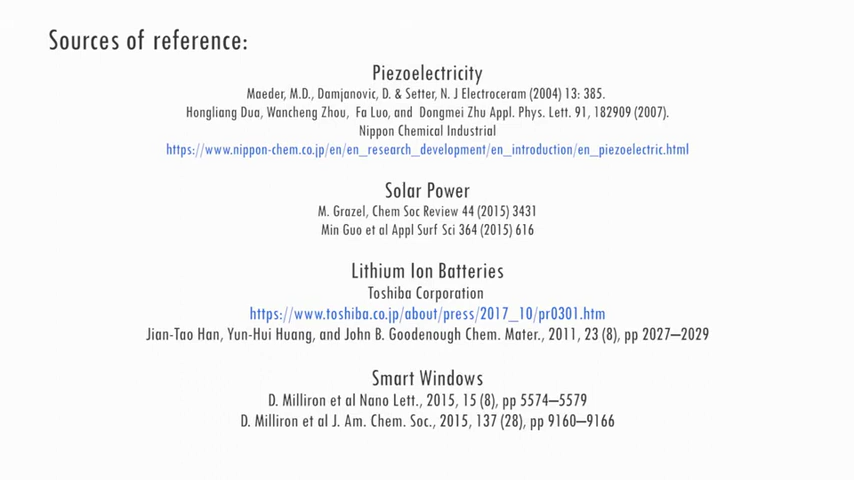 Sources of reference:
Piezoelectricity
Maeder, M.D., Damjanovic, D. & Setter, N. J Electroceram (2004) 13: 385.
Hongliang Dua, Wancheng Zhou, Fa Luo, and Dongmei Zhu Appl. Phys. Lett. 91, 182909 (2007).
Nippon Chemical Industrial
https://www.nippon-chem.co.jp/en/en_research_development/en_introduction/en_piezoelectric.html
Solar Power
M. Grazel, Chem Soc Review 44 (2015) 3431
Min Guo et al Appl Surf Sci 364 (2015) 616
Lithium Ion Batteries
Toshiba Corporation
https://www.toshiba.co.jp/about/press/2017_10/pr0301.htm
Jian-Tao Han, Yun-Hui Huang, and John B. Goodenough Chem. Mater., 2011, 23 (8), pp 2027–2029
Smart Windows
D. Milliron et al Nano Lett., 2015, 15 (8), pp 5574–5579
D. Milliron et al J. Am. Chem. Soc., 2015, 137 (28), pp 9160–9166